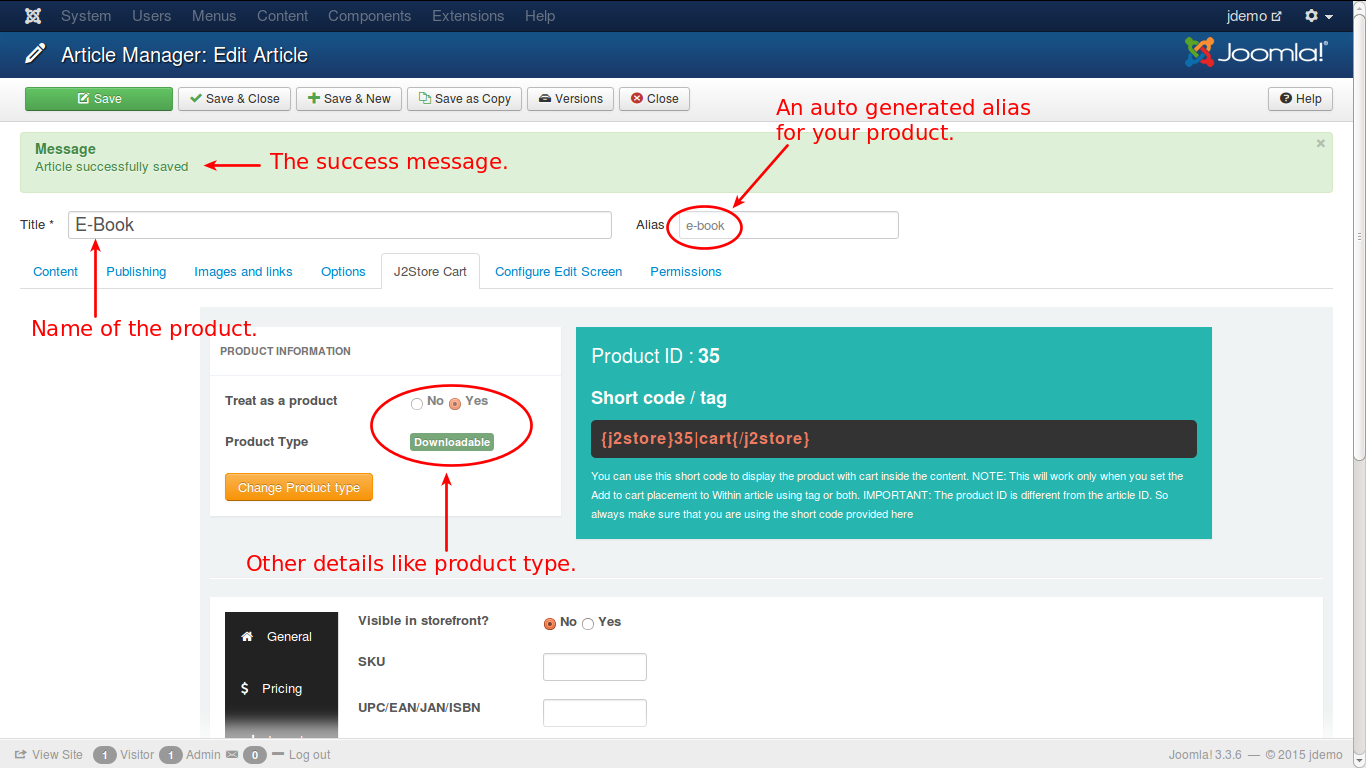 System Users Menus Content Components Extensions Help jdemo
Article Manager: Edit Article Joomla!®
Save Save & Close Save & New Save as Copy Versions Close Help
An auto generated alias
for your product.
Message
Article successfully saved
The success message.
×
Title * E-Book Alias e-book
Content Publishing Images and links Options J2Store Cart Configure Edit Screen Permissions
Name of the product.
PRODUCT INFORMATION
Treat as a product No Yes
Product Type Downloadable
Change Product type
Other details like product type.
Product ID : 35
Short code / tag
{j2store}35|cart{/j2store}
You can use this short code to display the product with cart inside the content. NOTE: This will work only when you set the
Add to cart placement to Within article using tag or both. IMPORTANT: The product ID is different from the article ID. So
always make sure that you are using the short code provided here
General
Pricing
Visible in storefront? No Yes
SKU
UPC/EAN/JAN/ISBN
View Site 1 Visitor 1 Admin 0 Log out Joomla! 3.3.6 — © 2015 jdemo